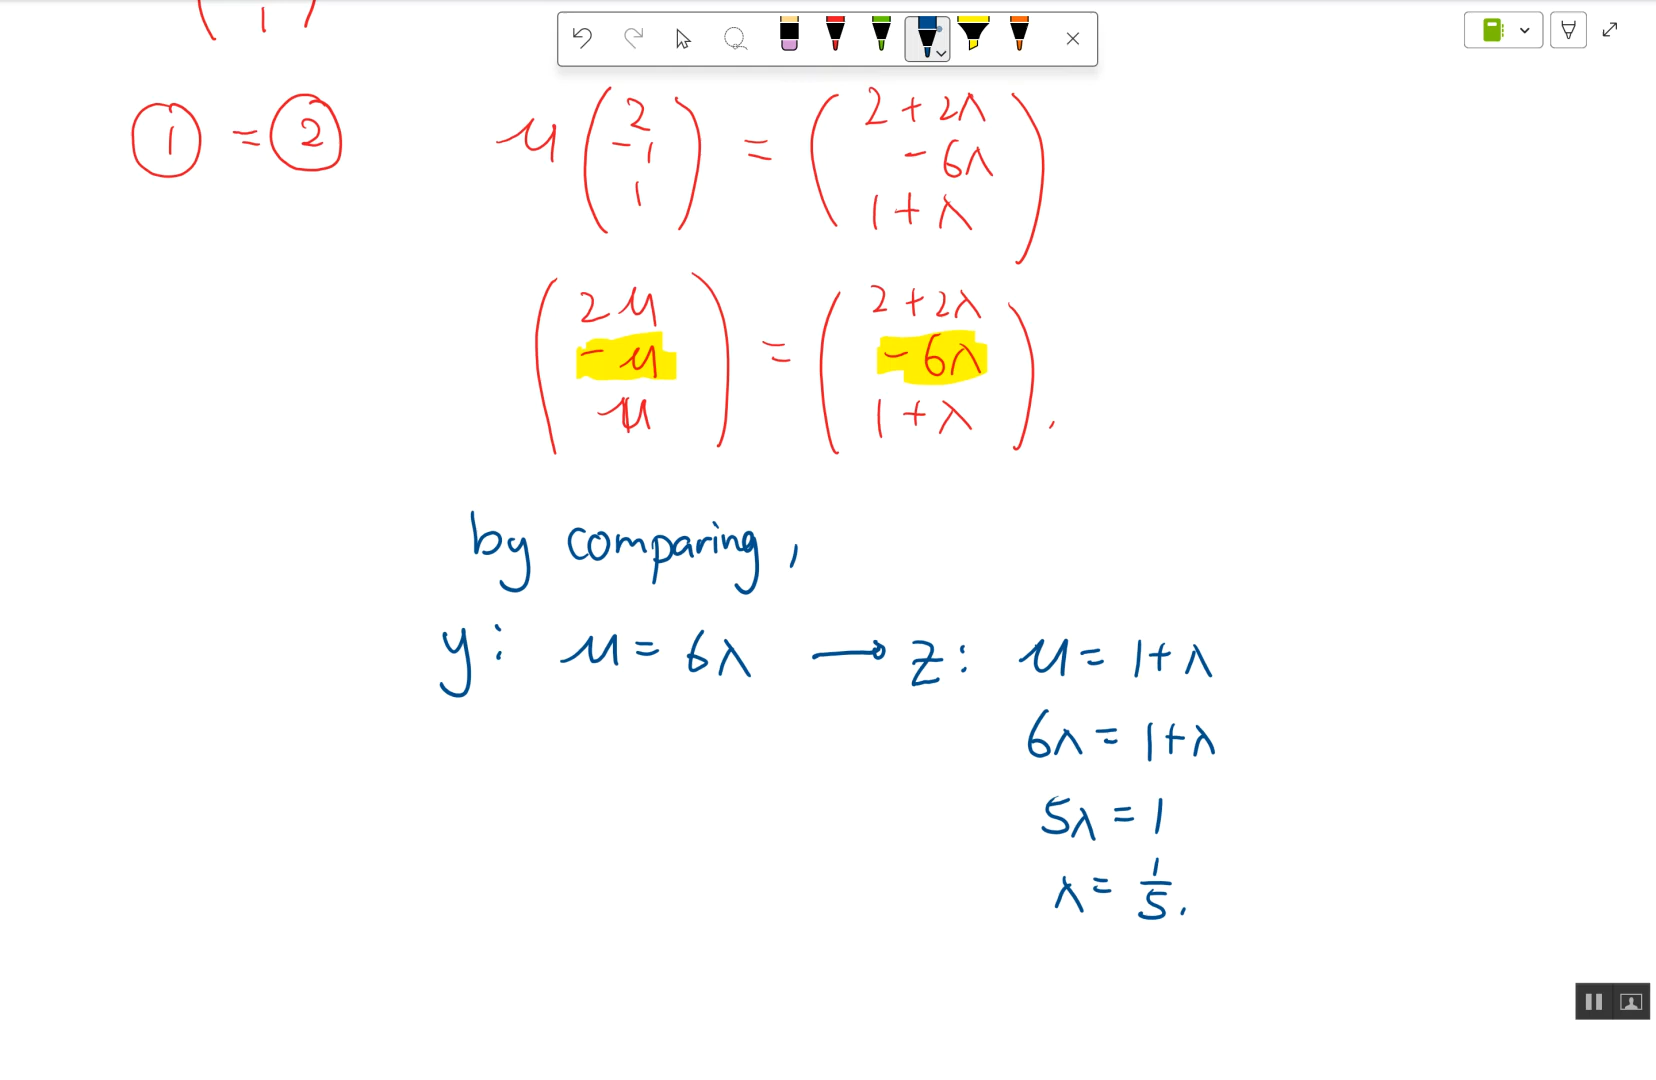 1
① = ② μ ( 2 -1 1 ) = ( 2 + 2λ - 6λ 1 + λ )
( 2μ -μ μ ) = ( 2 + 2λ - 6λ 1 + λ ) .
by comparing,
y: μ = 6λ → z: μ = 1 + λ
6λ = 1 + λ
5λ = 1
λ = 1/5.